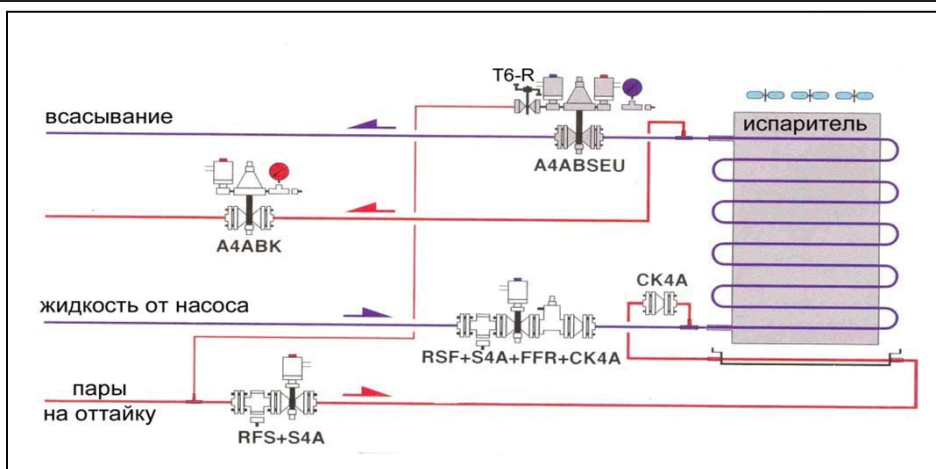 T6-R
всасывание
испаритель
A4ABSEU
A4ABK
CK4A
жидкость от насоса
RSF+S4A+FFR+CK4A
пары
на оттайку
RFS+S4A